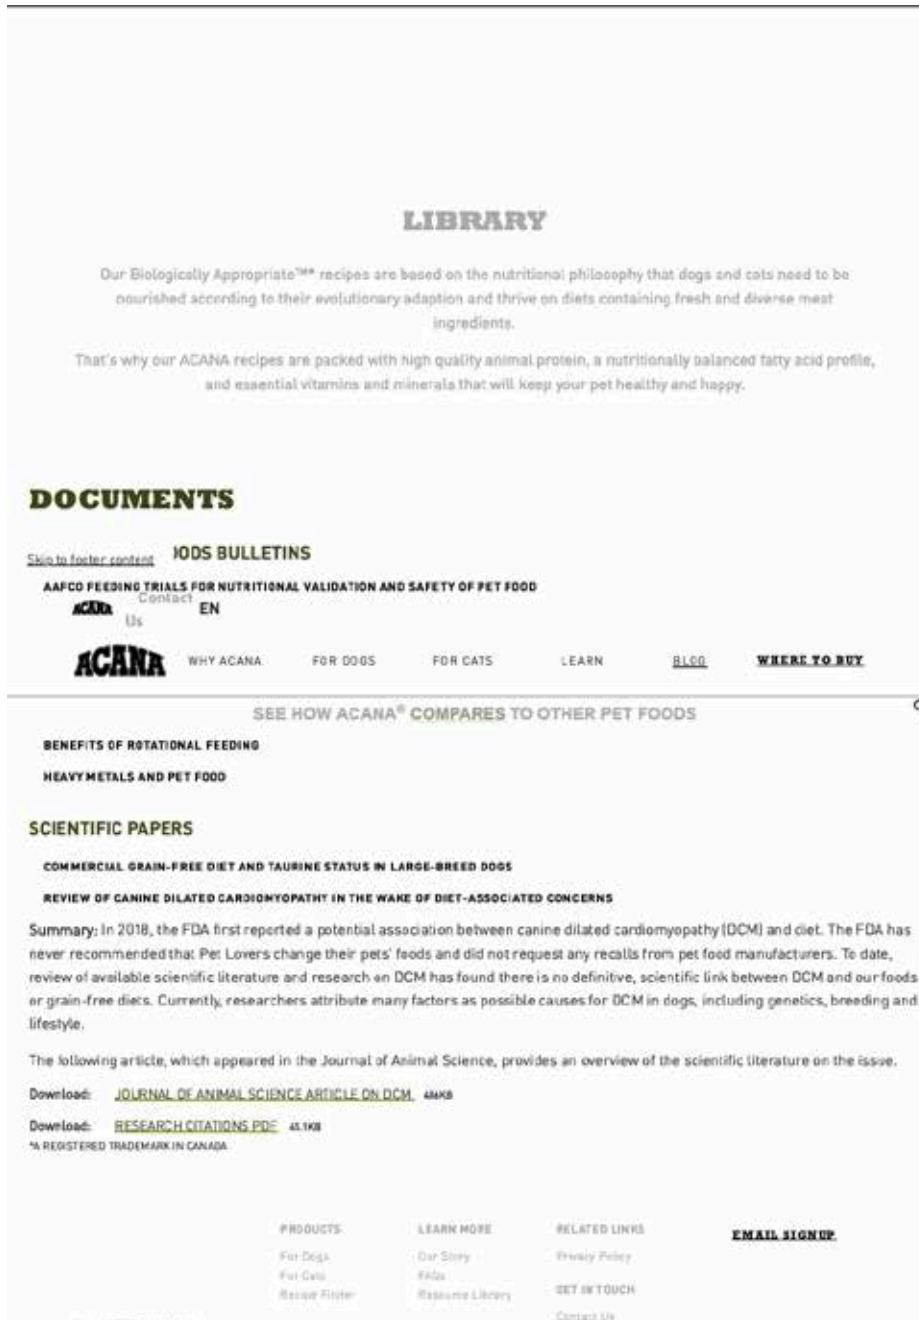 LIBRARY
Our Biologically Appropriate™* recipes are based on the nutritional philosophy that dogs and cats need to be
nourished according to their evolutionary adaption and thrive on diets containing fresh and diverse meat
ingredients.
That's why our ACANA recipes are packed with high quality animal protein, a nutritionally balanced fatty acid profile,
and essential vitamins and minerals that will keep your pet healthy and happy.
DOCUMENTS
Skip to footer content
ODS BULLETINS
AAFCO FEEDING TRIALS FOR NUTRITIONAL VALIDATION AND SAFETY OF PET FOOD
ACANA Contact EN
Us
ACANA WHY ACANA FOR DOGS FOR CATS LEARN BLOG WHERE TO BUY
SEE HOW ACANA® COMPARES TO OTHER PET FOODS
BENEFITS OF ROTATIONAL FEEDING
HEAVY METALS AND PET FOOD
SCIENTIFIC PAPERS
COMMERCIAL GRAIN-FREE DIET AND TAURINE STATUS IN LARGE-BREED DOGS
REVIEW OF CANINE DILATED CARDIOMYOPATHY IN THE WAKE OF DIET-ASSOCIATED CONCERNS
Summary: In 2018, the FDA first reported a potential association between canine dilated cardiomyopathy (DCM) and diet. The FDA has
never recommended that Pet Lovers change their pets' foods and did not request any recalls from pet food manufacturers. To date,
review of available scientific literature and research on DCM has found there is no definitive, scientific link between DCM and our foods
or grain-free diets. Currently, researchers attribute many factors as possible causes for DCM in dogs, including genetics, breeding and
lifestyle.
The following article, which appeared in the Journal of Animal Science, provides an overview of the scientific literature on the issue.
Download: JOURNAL OF ANIMAL SCIENCE ARTICLE ON DCM
Download: RESEARCH CITATIONS PDF 45.1KB
*A REGISTERED TRADEMARK IN CANADA
PRODUCTS LEARN MORE RELATED LINKS EMAIL SIGNUP
For Dogs Our Story Privacy Policy
For Cats FAQs
Recipe Finder Resource Library GET IN TOUCH
Contact Us